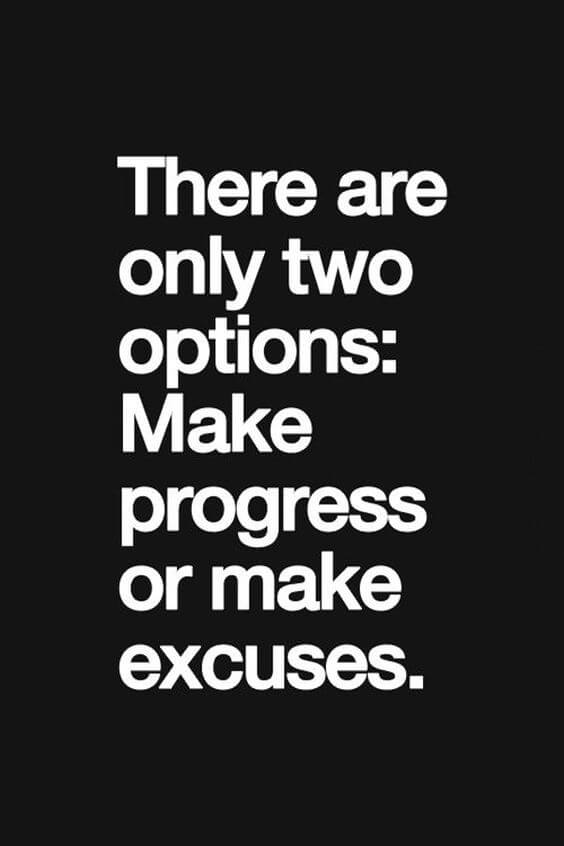 There are
only two
options:
Make
progress
or make
excuses.